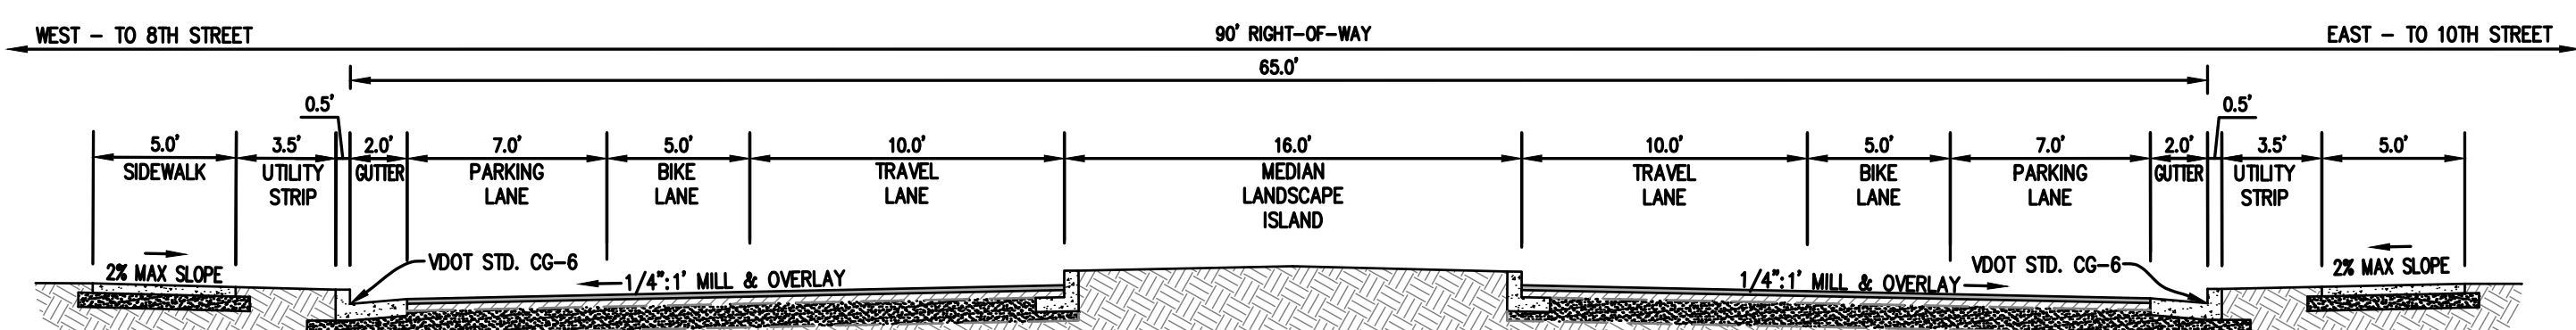 WEST - TO 8TH STREET
90' RIGHT-OF-WAY
EAST - TO 10TH STREET
65.0'
0.5'
0.5'
5.0'
3.5'
2.0'
7.0'
5.0'
10.0'
16.0'
10.0'
5.0'
7.0'
2.0'
3.5'
5.0'
SIDEWALK
UTILITY
STRIP
GUTTER
PARKING
LANE
BIKE
LANE
TRAVEL
LANE
MEDIAN
LANDSCAPE
ISLAND
TRAVEL
LANE
BIKE
LANE
PARKING
LANE
GUTTER
UTILITY
STRIP
2% MAX SLOPE
VDOT STD. CG-6
1/4":1' MILL & OVERLAY
1/4":1' MILL & OVERLAY
VDOT STD. CG-6
2% MAX SLOPE